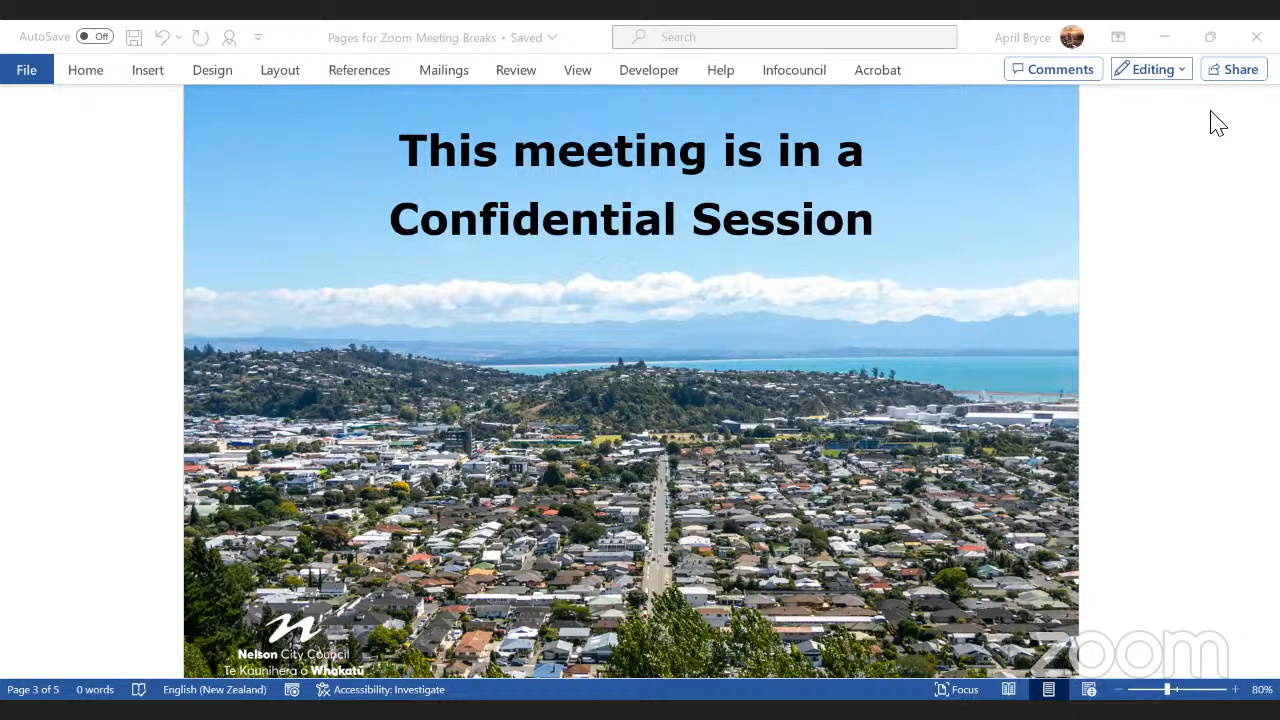 AutoSave Off Pages for Zoom Meeting Breaks • Saved Search April Bryce
File Home Insert Design Layout References Mailings Review View Developer Help Infocouncil Acrobat Comments Editing Share
This meeting is in a
Confidential Session
Nelson City Council
Te Kaunihera o Whakatū
zoom
Page 3 of 5 0 words English (New Zealand) Accessibility: Investigate Focus 80%